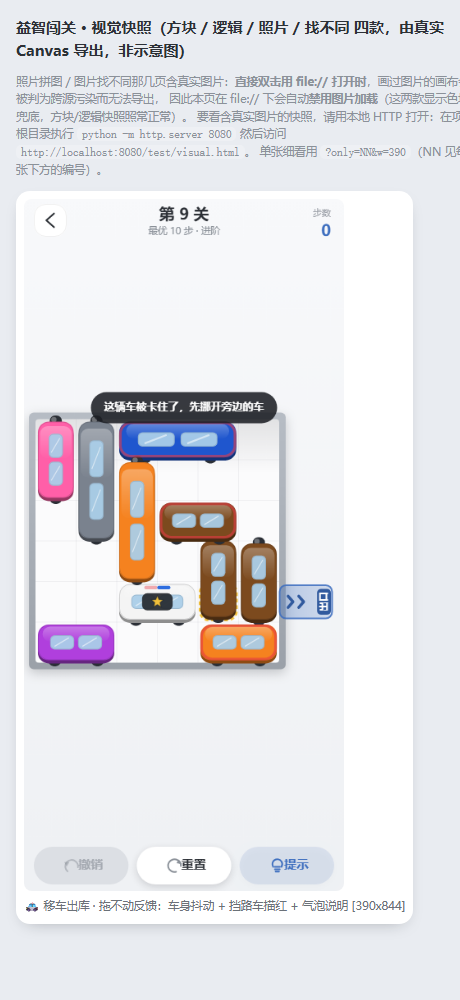 益智闯关 · 视觉快照（方块 / 逻辑 / 照片 / 找不同 四款，由真实
Canvas 导出，非示意图）
照片拼图 / 图片找不同那几页含真实图片：直接双击用 file:// 打开时，画过图片的画布
被判为跨源污染而无法导出， 因此本页在 file:// 下会自动禁用图片加载（这两款显示色
兜底，方块/逻辑快照照常正常）。 要看含真实图片的快照，请用本地 HTTP 打开：在项
根目录执行 python -m http.server 8080 然后访问
http://localhost:8080/test/visual.html 。 单张细看用 ?only=NN&w=390 （NN 见每
张下方的编号）。
第 9 关
最优 10 步 · 进阶
步数
0
这辆车被卡住了，先挪开旁边的车
出口
撤销
重置
提示
移车出库 · 拖不动反馈：车身抖动 + 挡路车描红 + 气泡说明 [390x844]